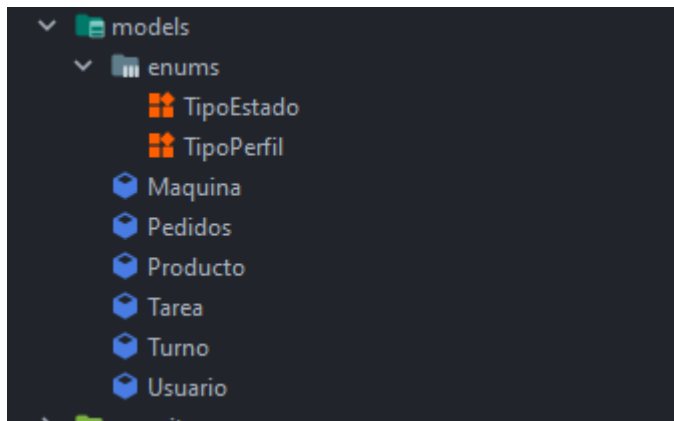 models
enums
TipoEstado
TipoPerfil
Maquina
Pedidos
Producto
Tarea
Turno
Usuario